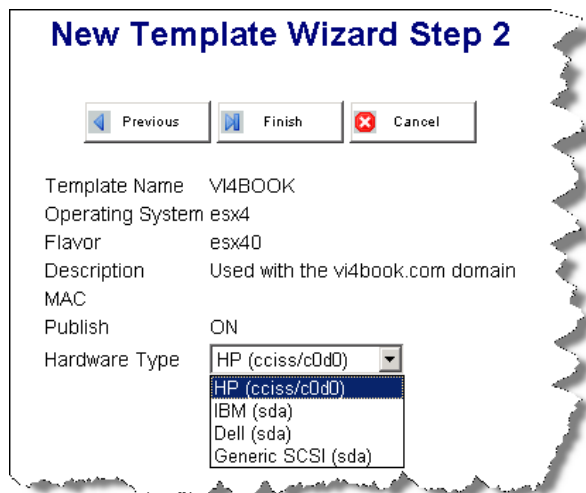 New Template Wizard Step 2
Previous Finish Cancel
Template Name VI4BOOK
Operating System esx4
Flavor esx40
Description Used with the vi4book.com domain
MAC
Publish ON
Hardware Type HP (cciss/c0d0)
HP (cciss/c0d0)
IBM (sda)
Dell (sda)
Generic SCSI (sda)